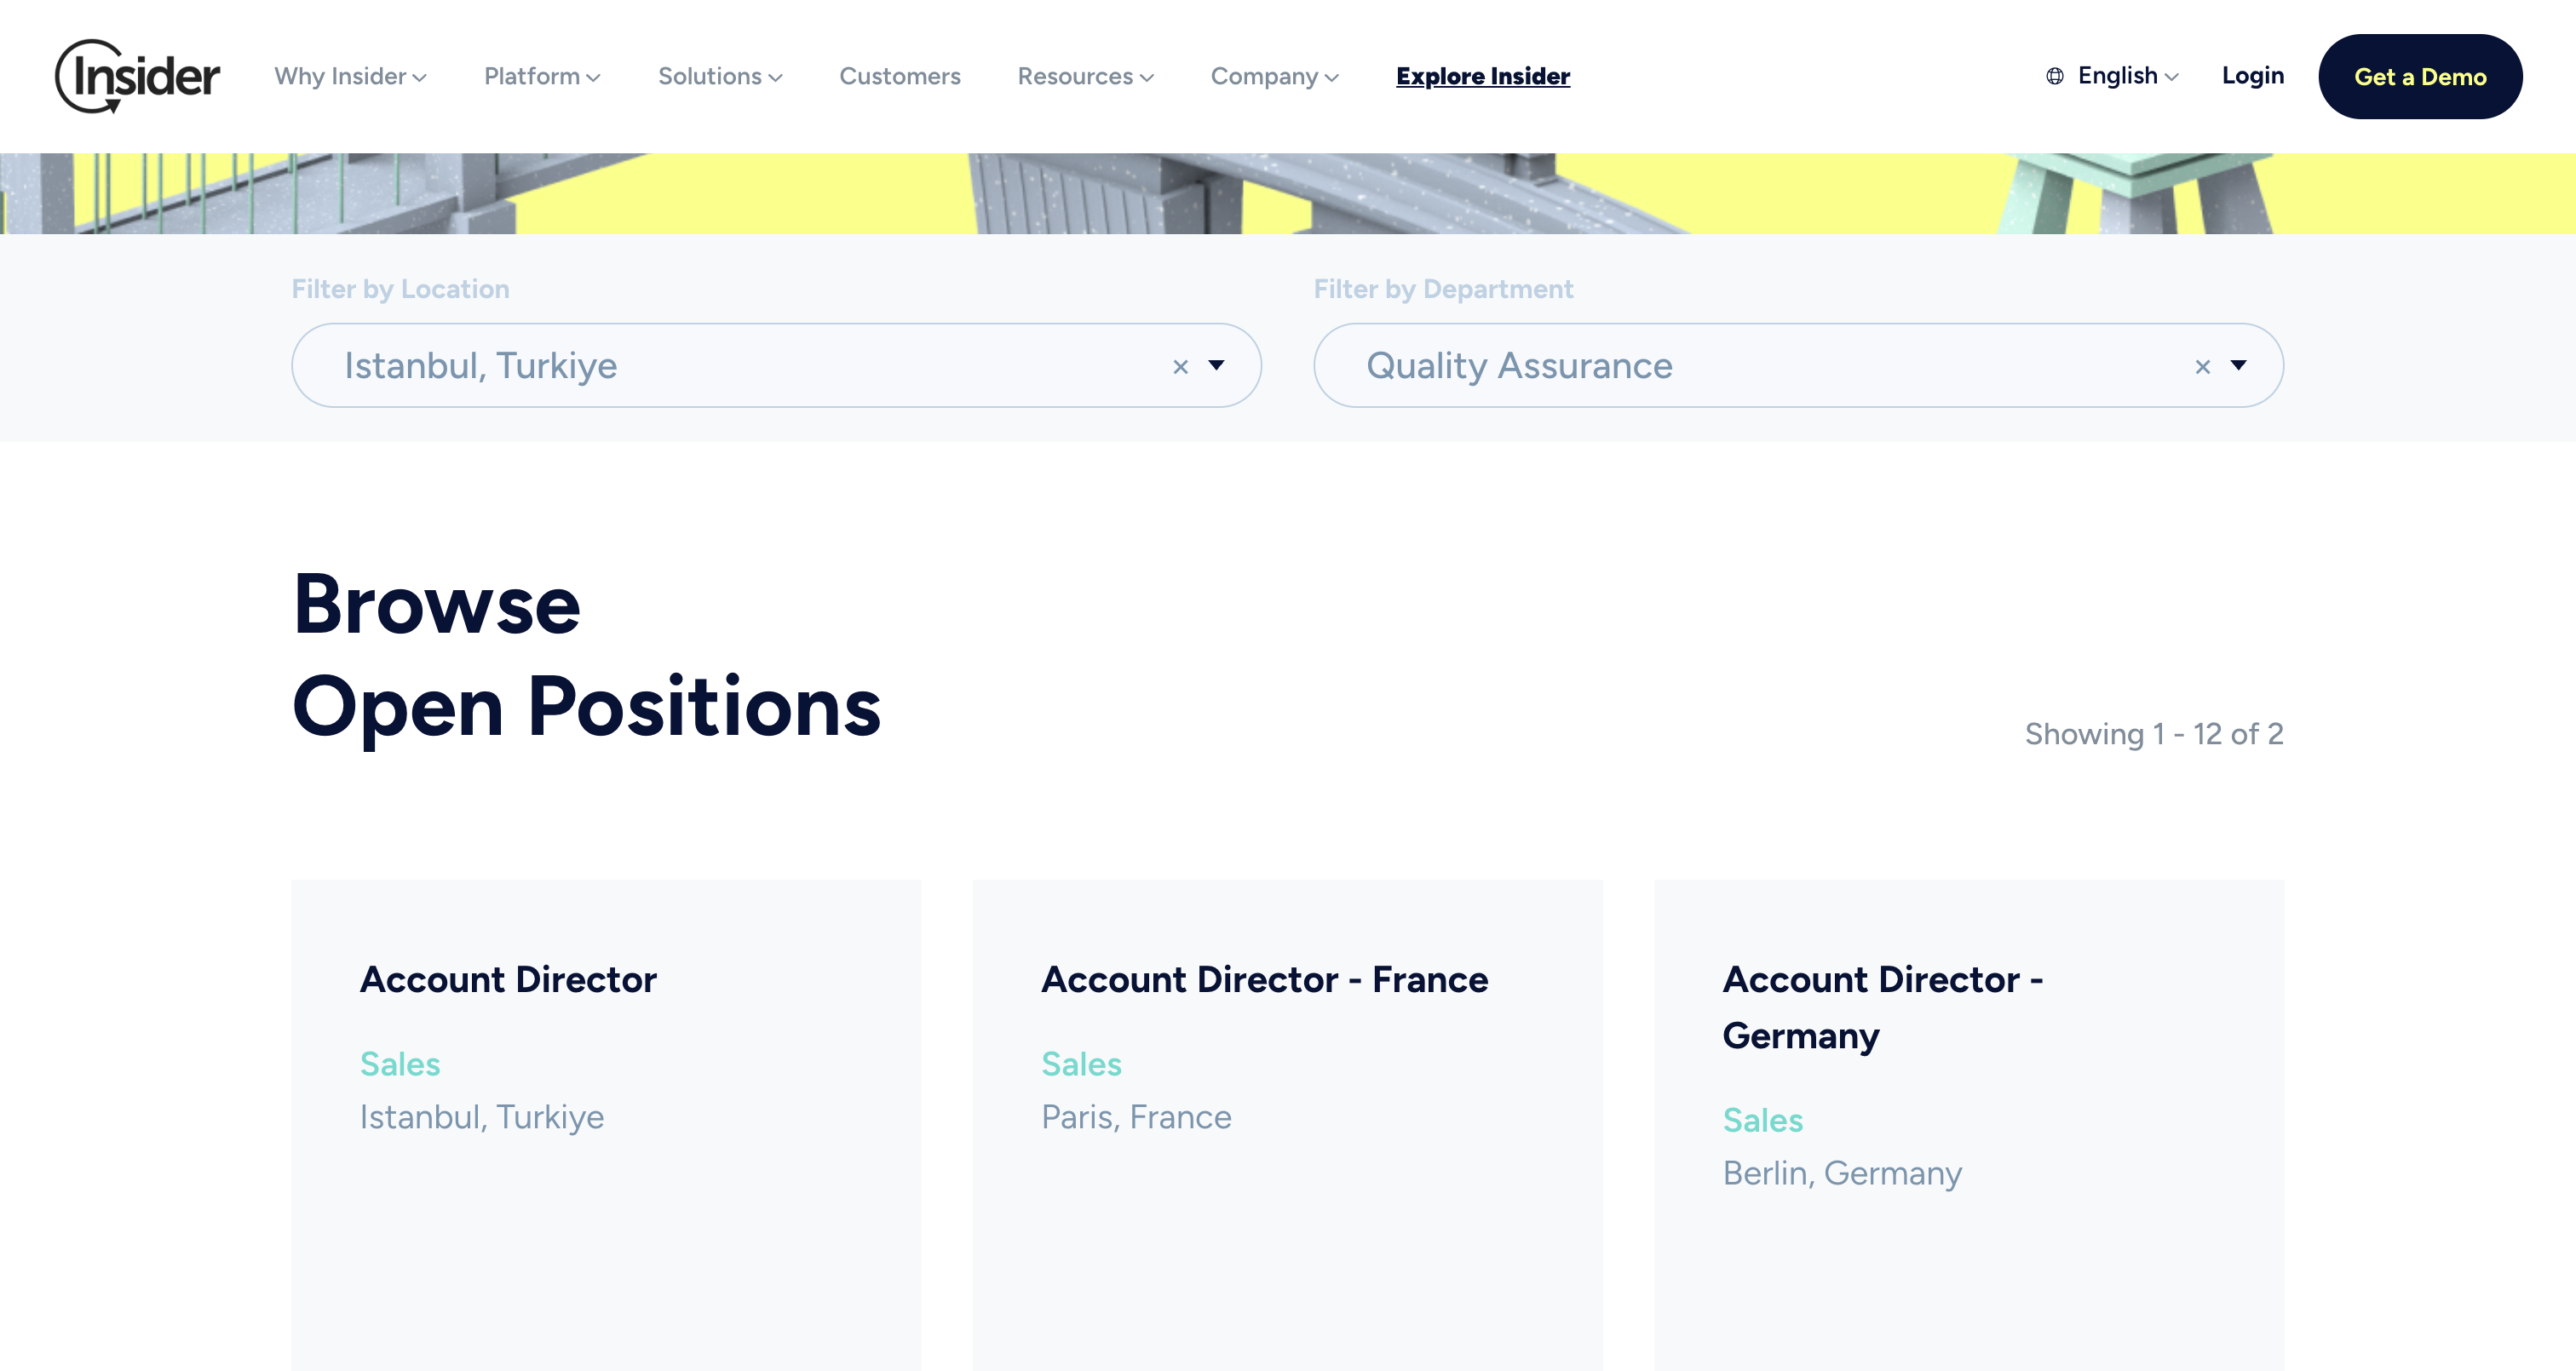 Insider
Why Insider
Platform
Solutions
Customers
Resources
Company
Explore Insider
English
Login
Get a Demo
Filter by Location
Filter by Department
Istanbul, Turkiye
×
Quality Assurance
×
Browse
Open Positions
Showing 1 - 12 of 2
Account Director
Sales
Istanbul, Turkiye
Account Director - France
Sales
Paris, France
Account Director -
Germany
Sales
Berlin, Germany